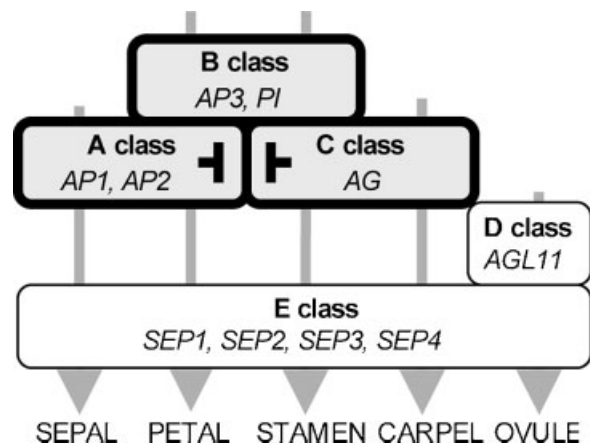 B class
AP3, PI
A class
AP1, AP2
C class
AG
D class
AGL11
E class
SEP1, SEP2, SEP3, SEP4
SEPAL PETAL STAMEN CARPEL OVULE